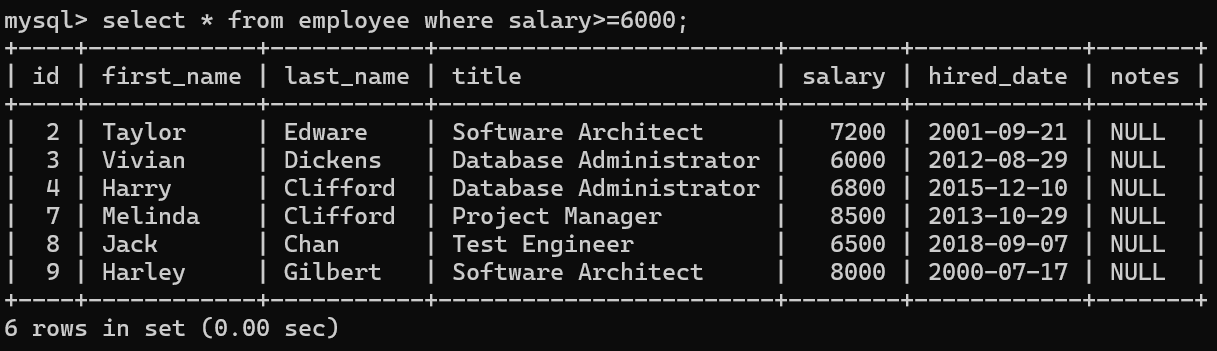 mysql> select * from employee where salary>=6000;
+----+------------+-----------+------------------------+--------+------------+-------+
| id | first_name | last_name | title                  | salary | hired_date | notes |
+----+------------+-----------+------------------------+--------+------------+-------+
|  2 | Taylor     | Edware    | Software Architect     |   7200 | 2001-09-21 | NULL  |
|  3 | Vivian     | Dickens   | Database Administrator |   6000 | 2012-08-29 | NULL  |
|  4 | Harry      | Clifford  | Database Administrator |   6800 | 2015-12-10 | NULL  |
|  7 | Melinda    | Clifford  | Project Manager        |   8500 | 2013-10-29 | NULL  |
|  8 | Jack       | Chan      | Test Engineer          |   6500 | 2018-09-07 | NULL  |
|  9 | Harley     | Gilbert   | Software Architect     |   8000 | 2000-07-17 | NULL  |
+----+------------+-----------+------------------------+--------+------------+-------+
6 rows in set (0.00 sec)